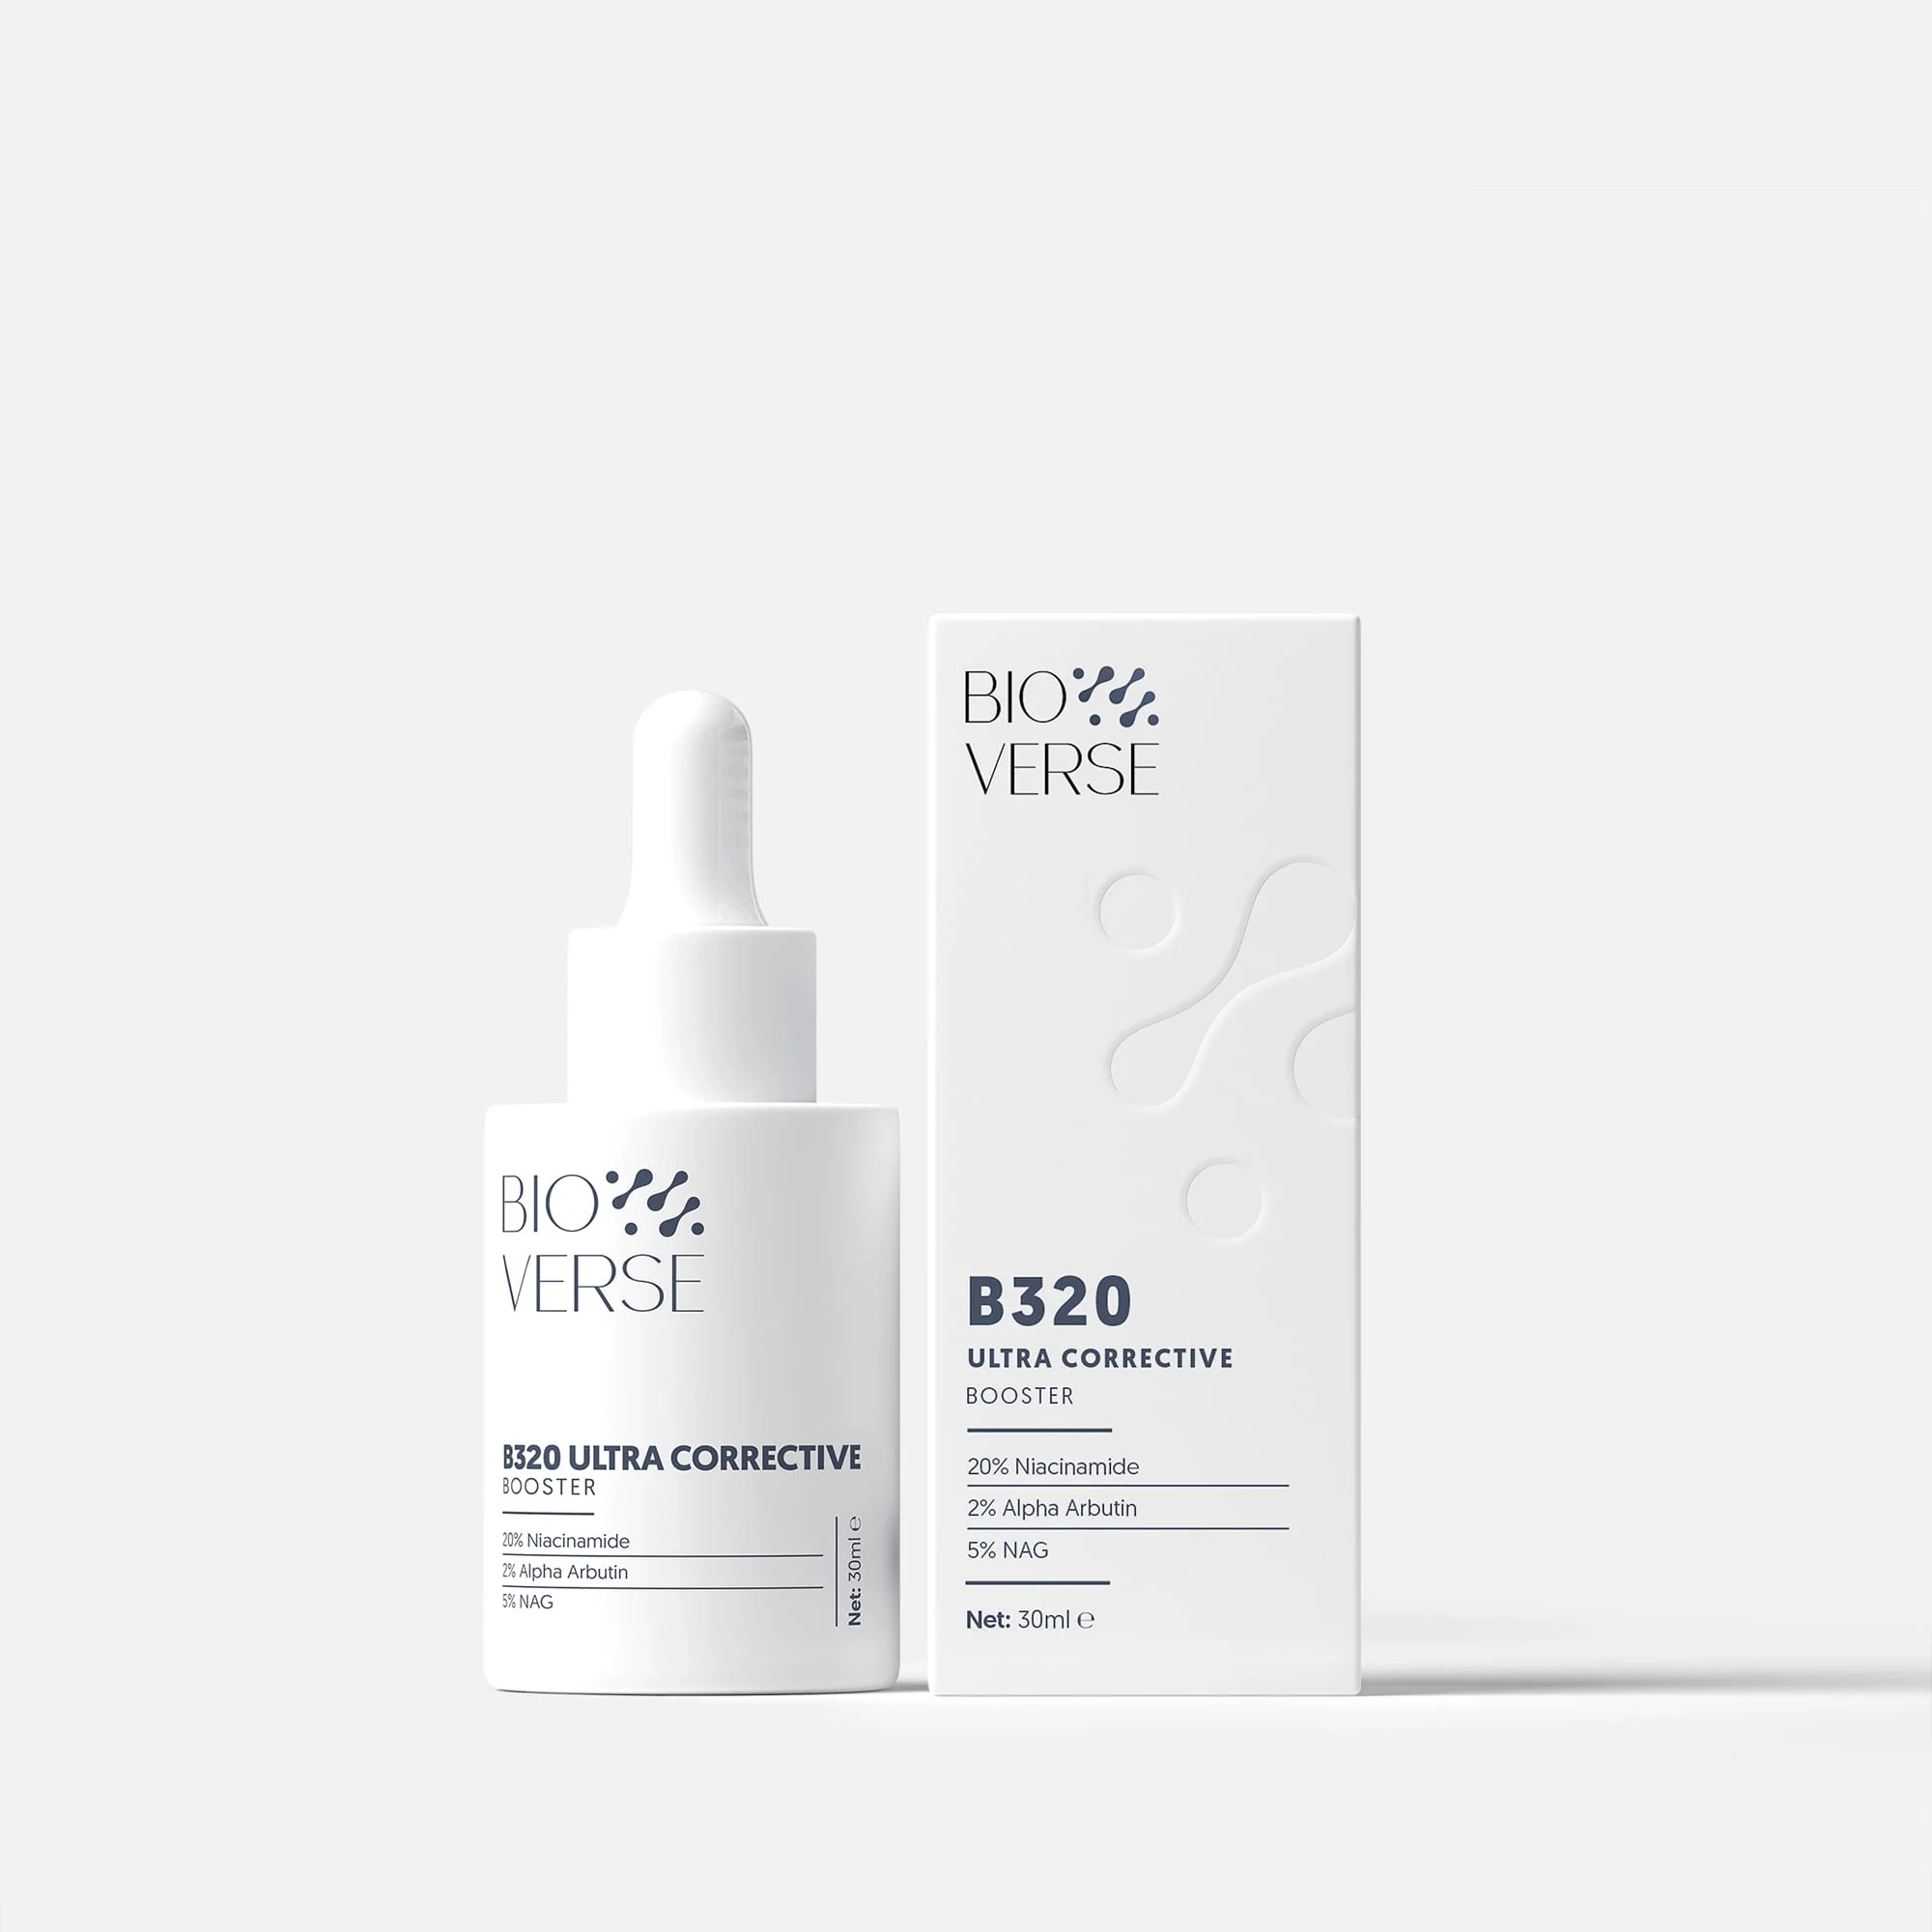 BIO
VERSE
B320 ULTRA CORRECTIVE
BOOSTER
20% Niacinamide
2% Alpha Arbutin
5% NAG
Net: 30ml ℮
BIO
VERSE
B320
ULTRA CORRECTIVE
BOOSTER
20% Niacinamide
2% Alpha Arbutin
5% NAG
Net: 30ml ℮